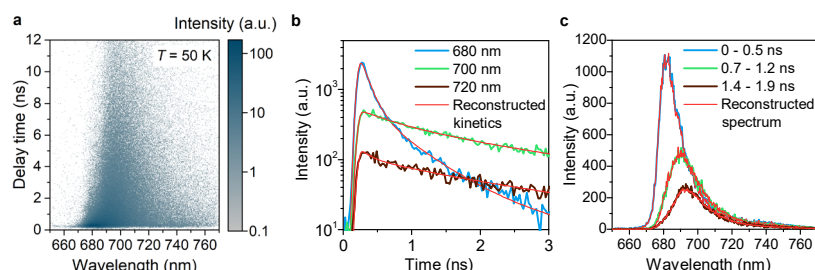 a
Intensity (a.u.)
T = 50 K
100
10
1
0.1
Delay time (ns)
12
10
8
6
4
2
0
660 680 700 720 740 760
Wavelength (nm)
b
Intensity (a.u.)
10³
10²
10¹
680 nm
700 nm
720 nm
Reconstructed
kinetics
0 1 2 3
Time (ns)
c
Intensity (a.u.)
1200
1000
800
600
400
200
0
0 - 0.5 ns
0.7 - 1.2 ns
1.4 - 1.9 ns
Reconstructed
spectrum
660 680 700 720 740 760
Wavelength (nm)